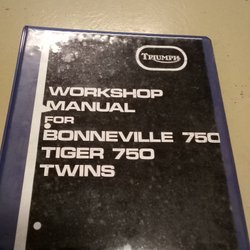 TRIUMPH
WORKSHOP
MANUAL
FOR
BONNEVILLE 750
TIGER 750
TWINS